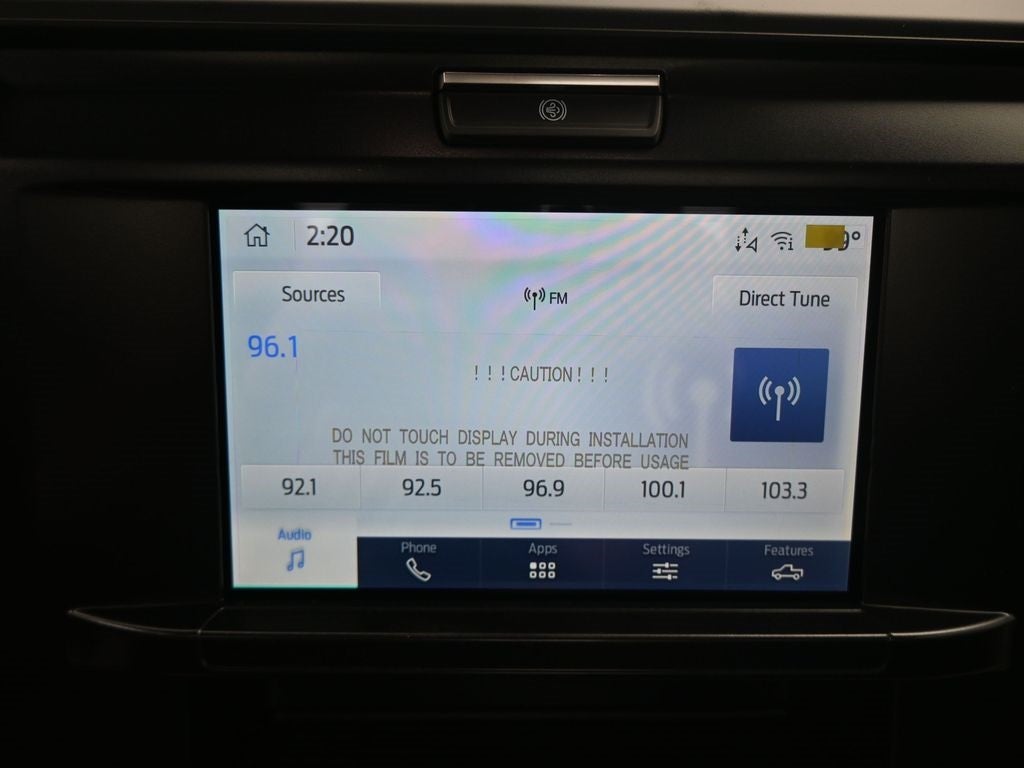 2:20
Sources
FM
Direct Tune
96.1
! ! ! CAUTION ! ! !
DO NOT TOUCH DISPLAY DURING INSTALLATION
THIS FILM IS TO BE REMOVED BEFORE USAGE
92.1 92.5 96.9 100.1 103.3
Audio Phone Apps Settings Features